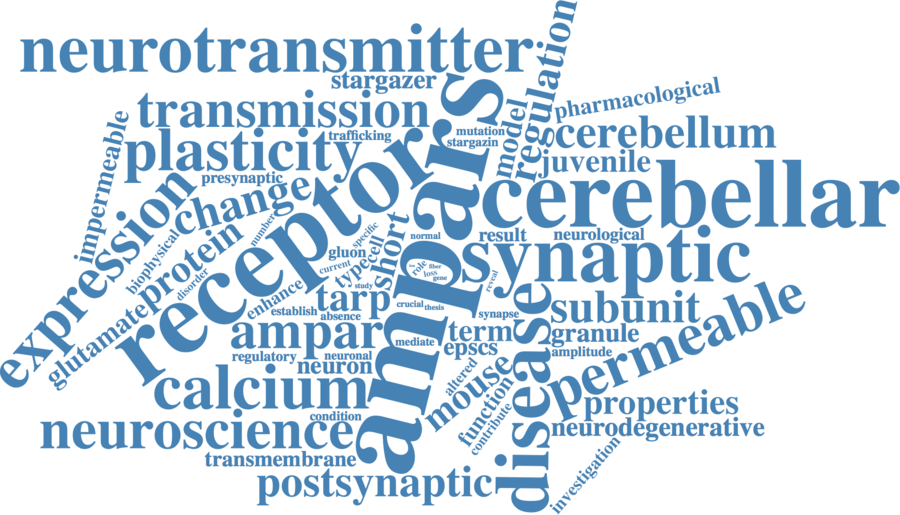 neurotransmitter
stargazer
regulation
pharmacological
transmission
ampars
model
mutation
stargazin
cerebellum
trafficking
plasticity
impermeable
juvenile
presynaptic
receptor
cerebellar
change
expression
number
specific
short
normal
result
neurological
biophysical
protein
cell
gluon
type
current
synaptic
role
fiber
loss
gene
disorder
study
reveal
enhance
tarp
crucial
thesis
establish
absence
synapse
disease
subunit
permeable
glutamate
ampar
mediate
term
granule
epscs
amplitude
regulatory
neuronal
neuron
altered
mouse
calcium
function
contribute
properties
condition
neuroscience
neurodegenerative
transmembrane
postsynaptic
investigation